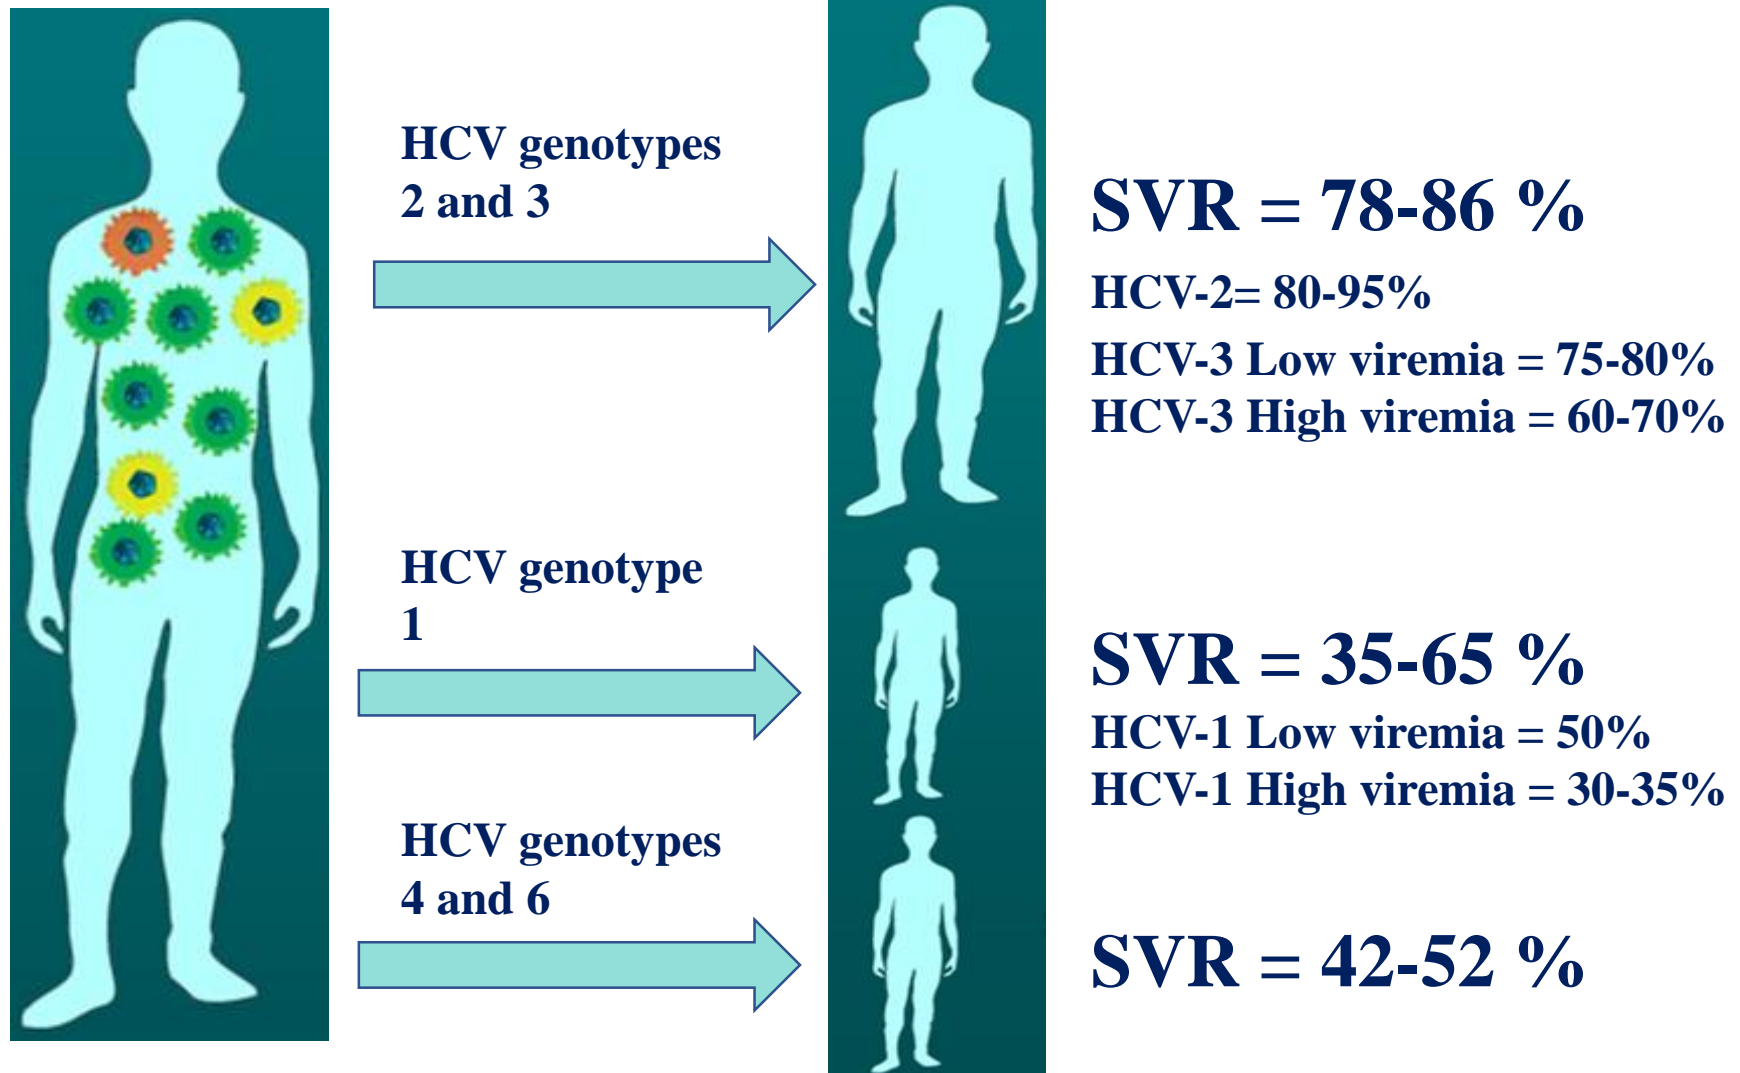 HCV genotypes
2 and 3
SVR = 78-86 %
HCV-2= 80-95%
HCV-3 Low viremia = 75-80%
HCV-3 High viremia = 60-70%
HCV genotype
1
SVR = 35-65 %
HCV-1 Low viremia = 50%
HCV-1 High viremia = 30-35%
HCV genotypes
4 and 6
SVR = 42-52 %